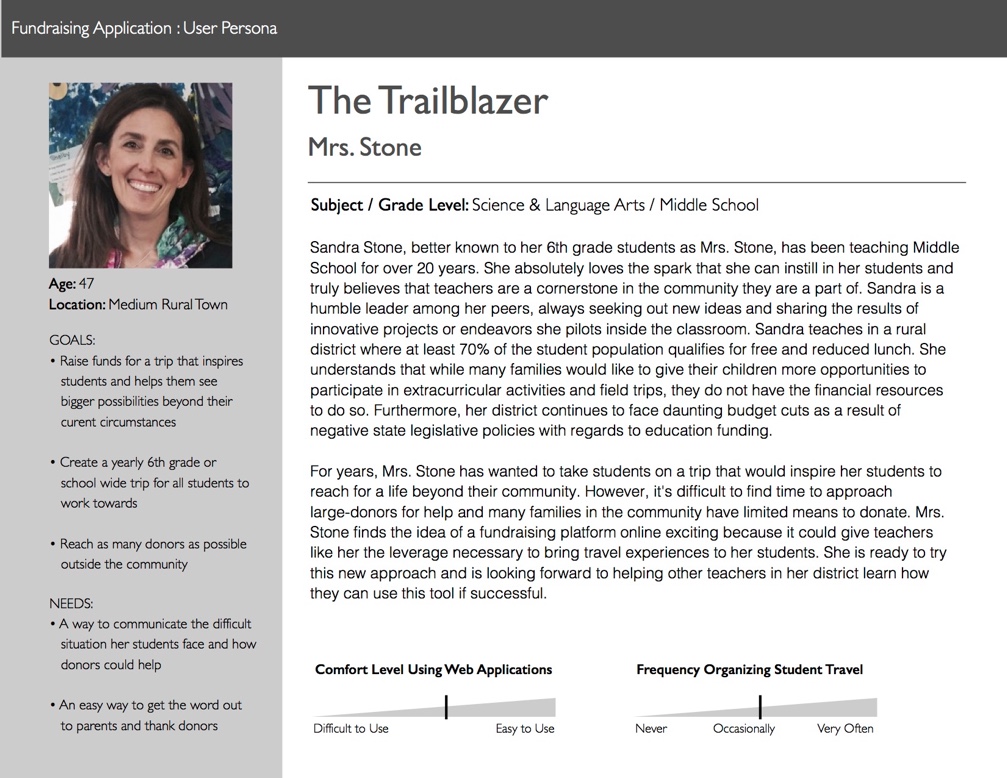 Fundraising Application : User Persona
The Trailblazer
Mrs. Stone
Subject / Grade Level: Science & Language Arts / Middle School
Sandra Stone, better known to her 6th grade students as Mrs. Stone, has been teaching Middle
School for over 20 years. She absolutely loves the spark that she can instill in her students and
truly believes that teachers are a cornerstone in the community they are a part of. Sandra is a
humble leader among her peers, always seeking out new ideas and sharing the results of
innovative projects or endeavors she pilots inside the classroom. Sandra teaches in a rural
district where at least 70% of the student population qualifies for free and reduced lunch. She
understands that while many families would like to give their children more opportunities to
participate in extracurricular activities and field trips, they do not have the financial resources
to do so. Furthermore, her district continues to face daunting budget cuts as a result of
negative state legislative policies with regards to education funding.
For years, Mrs. Stone has wanted to take students on a trip that would inspire her students to
reach for a life beyond their community. However, it's difficult to find time to approach
large-donors for help and many families in the community have limited means to donate. Mrs.
Stone finds the idea of a fundraising platform online exciting because it could give teachers
like her the leverage necessary to bring travel experiences to her students. She is ready to try
this new approach and is looking forward to helping other teachers in her district learn how
they can use this tool if successful.
Age: 47
Location: Medium Rural Town
GOALS:
• Raise funds for a trip that inspires
students and helps them see
bigger possibilities beyond their
curent circumstances
• Create a yearly 6th grade or
school wide trip for all students to
work towards
• Reach as many donors as possible
outside the community
NEEDS:
• A way to communicate the difficult
situation her students face and how
donors could help
• An easy way to get the word out
to parents and thank donors
Comfort Level Using Web Applications
Difficult to Use
Easy to Use
Frequency Organizing Student Travel
Never
Occasionally
Very Often